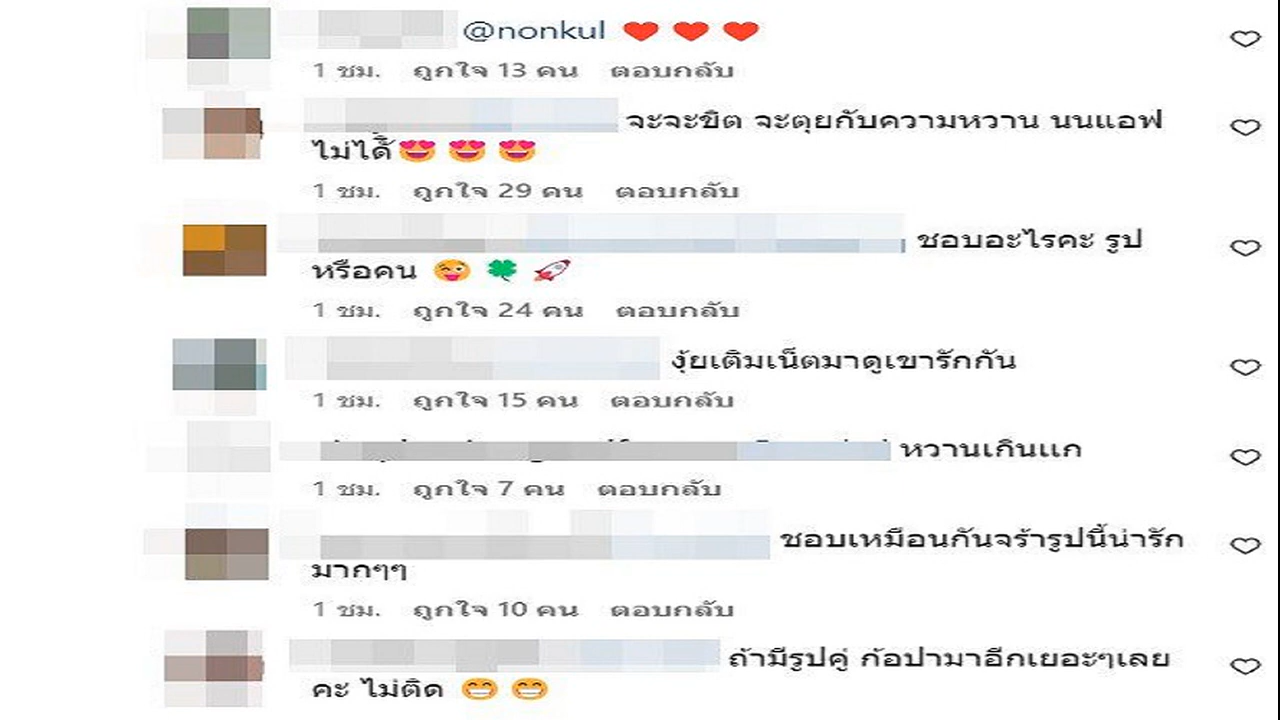 @nonkul ❤️ ❤️ ❤️
1 ชม. ถูกใจ 13 คน ตอบกลับ
จะจะขิต จะตุยกับความหวาน นนแอฟ
ไม่ได้ํ😍 😍 😍
1 ชม. ถูกใจ 29 คน ตอบกลับ
ชอบอะไรคะ รูป
หรือคน 😜 🍀 🚀
1 ชม. ถูกใจ 24 คน ตอบกลับ
งุ้ยเติมเน็ตมาดูเขารักกัน
1 ชม. ถูกใจ 15 คน ตอบกลับ
หวานเกินแก
1 ชม. ถูกใจ 7 คน ตอบกลับ
ชอบเหมือนกันจร้ารูปนี้น่ารัก
มากๆๆ
1 ชม. ถูกใจ 10 คน ตอบกลับ
ถ้ามีรูปคู่ ก้อปามาอีกเยอะๆเลย
คะ ไม่ติด 😁 😁